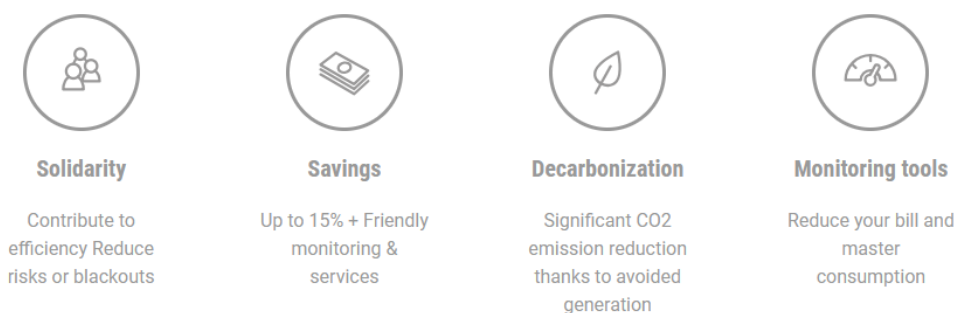 Solidarity
Contribute to
efficiency Reduce
risks or blackouts
Savings
Up to 15% + Friendly
monitoring &
services
Decarbonization
Significant CO2
emission reduction
thanks to avoided
generation
Monitoring tools
Reduce your bill and
master
consumption